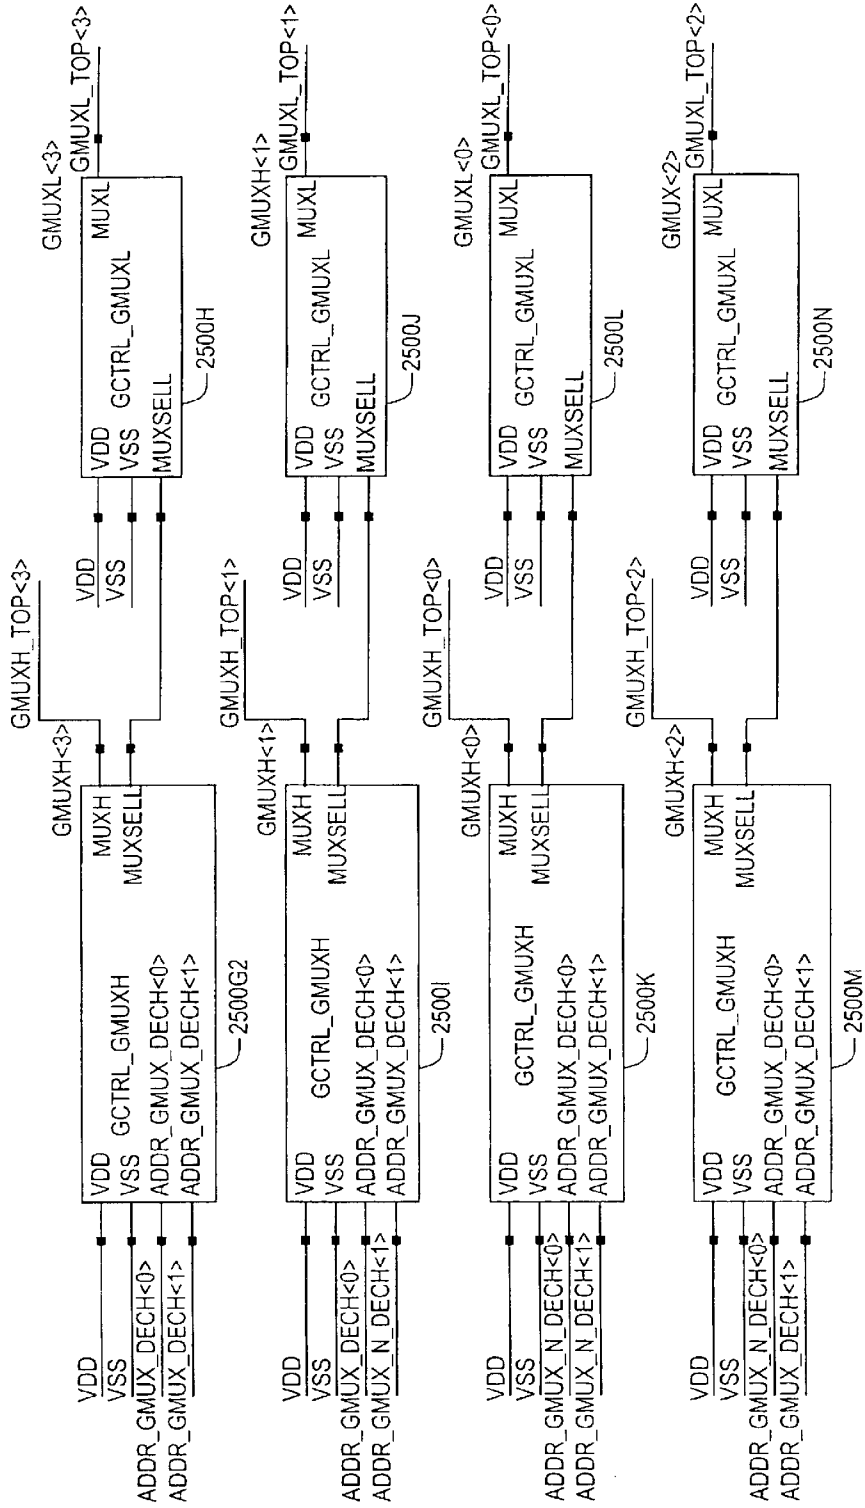 GMUXH_TOP<3>
GMUXL<3>
GMUXL_TOP<3>
GMUXH<3>
VDD
VSS
VDD
VSS
MUXSELL
GCTRL_GMUXL
MUXL
2500H
VDD
VSS
ADDR_GMUX_DECH<0>
ADDR_GMUX_DECH<1>
VDD
VSS
ADDR_GMUX_DECH<0>
ADDR_GMUX_DECH<1>
GCTRL_GMUXH
MUXH
MUXSELL
2500G2
GMUXH_TOP<1>
GMUXH<1>
GMUXL_TOP<1>
GMUXH<1>
VDD
VSS
VDD
VSS
MUXSELL
GCTRL_GMUXL
MUXL
2500J
VDD
VSS
ADDR_GMUX_DECH<0>
ADDR_GMUX_N_DECH<1>
VDD
VSS
ADDR_GMUX_DECH<0>
ADDR_GMUX_DECH<1>
GCTRL_GMUXH
MUXH
MUXSELL
2500I
GMUXH_TOP<0>
GMUXL<0>
GMUXL_TOP<0>
GMUXH<0>
VDD
VSS
VDD
VSS
MUXSELL
GCTRL_GMUXL
MUXL
2500L
VDD
VSS
ADDR_GMUX_N_DECH<0>
ADDR_GMUX_N_DECH<1>
VDD
VSS
ADDR_GMUX_DECH<0>
ADDR_GMUX_DECH<1>
GCTRL_GMUXH
MUXH
MUXSELL
2500K
GMUXH_TOP<2>
GMUX<2>
GMUXL_TOP<2>
GMUXH<2>
VDD
VSS
VDD
VSS
MUXSELL
GCTRL_GMUXL
MUXL
2500N
VDD
VSS
ADDR_GMUX_N_DECH<0>
ADDR_GMUX_DECH<1>
VDD
VSS
ADDR_GMUX_DECH<0>
ADDR_GMUX_DECH<1>
GCTRL_GMUXH
MUXH
MUXSELL
2500M